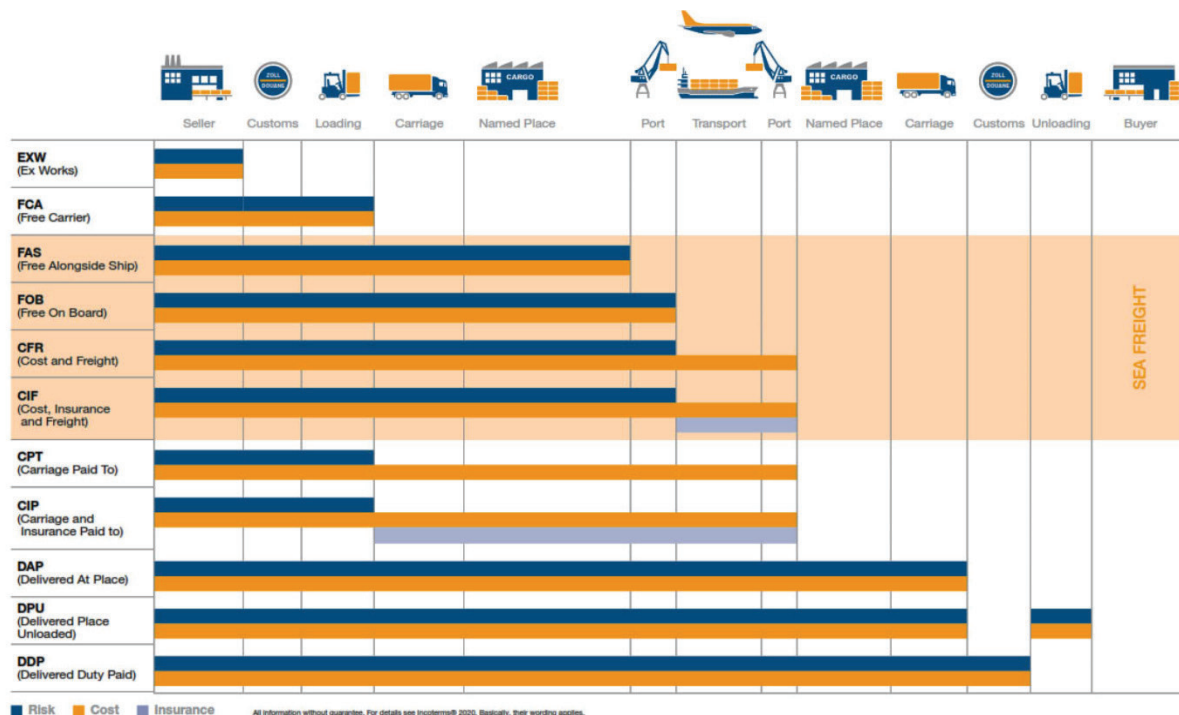 ZOLL
DOUANE
CARGO
CARGO
ZOLL
DOUANE
Seller Customs Loading Carriage Named Place Port Transport Port Named Place Carriage Customs Unloading Buyer
EXW
(Ex Works)
FCA
(Free Carrier)
FAS
(Free Alongside Ship)
FOB
(Free On Board)
CFR
(Cost and Freight)
CIF
(Cost, Insurance
and Freight)
SEA FREIGHT
CPT
(Carriage Paid To)
CIP
(Carriage and
Insurance Paid to)
DAP
(Delivered At Place)
DPU
(Delivered Place
Unloaded)
DDP
(Delivered Duty Paid)
Risk Cost Insurance All information without guarantee. For details see Incoterms® 2020. Basically, their wording applies.